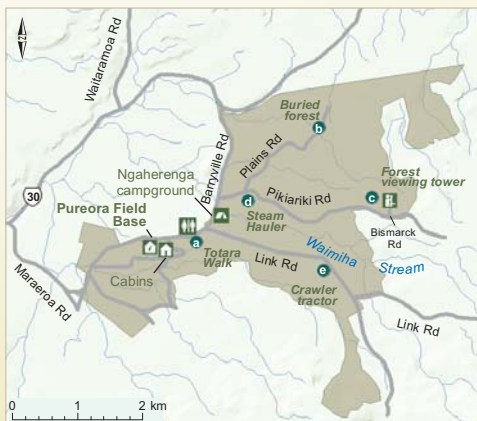 N
Waitaramoa Rd
Buried
forest
b
Plains Rd
Barryville Rd
Ngaherenga
campground
Forest
viewing tower
Pikiariki Rd
c
30
d
Steam
Hauler
Bismarck
Rd
Pureora Field
Base
a
Totara
Walk
Waimiha
Stream
Link Rd
Cabins
e
Crawler
tractor
Maraeroa Rd
Link Rd
0 1 2 km